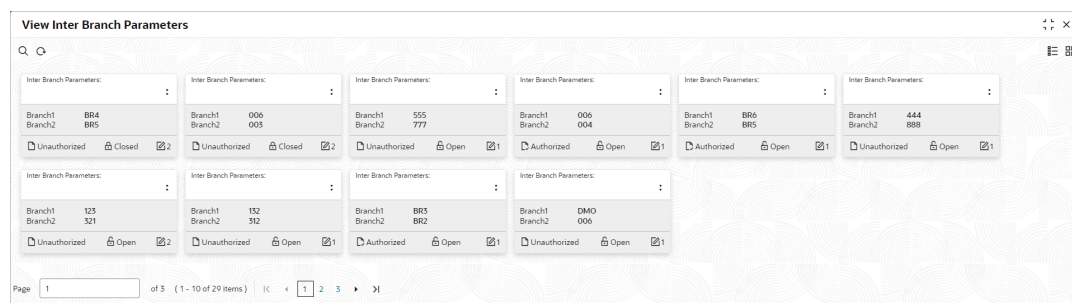 View Inter Branch Parameters
Inter Branch Parameters: Inter Branch Parameters: Inter Branch Parameters: Inter Branch Parameters: Inter Branch Parameters: Inter Branch Parameters:
Branch1 BR4 Branch1 006 Branch1 555 Branch1 006 Branch1 BR6 Branch1 444
Branch2 BR5 Branch2 003 Branch2 777 Branch2 004 Branch2 BR5 Branch2 888
Unauthorized Closed 2 Unauthorized Closed 2 Unauthorized Open 1 Authorized Open 1 Authorized Open 1 Unauthorized Open 1
Inter Branch Parameters: Inter Branch Parameters: Inter Branch Parameters: Inter Branch Parameters:
Branch1 123 Branch1 132 Branch1 BR3 Branch1 DMO
Branch2 321 Branch2 312 Branch2 BR2 Branch2 006
Unauthorized Open 2 Unauthorized Open 1 Authorized Open 1 Unauthorized Open 1
Page 1 of 3 (1 - 10 of 29 items) 1 2 3